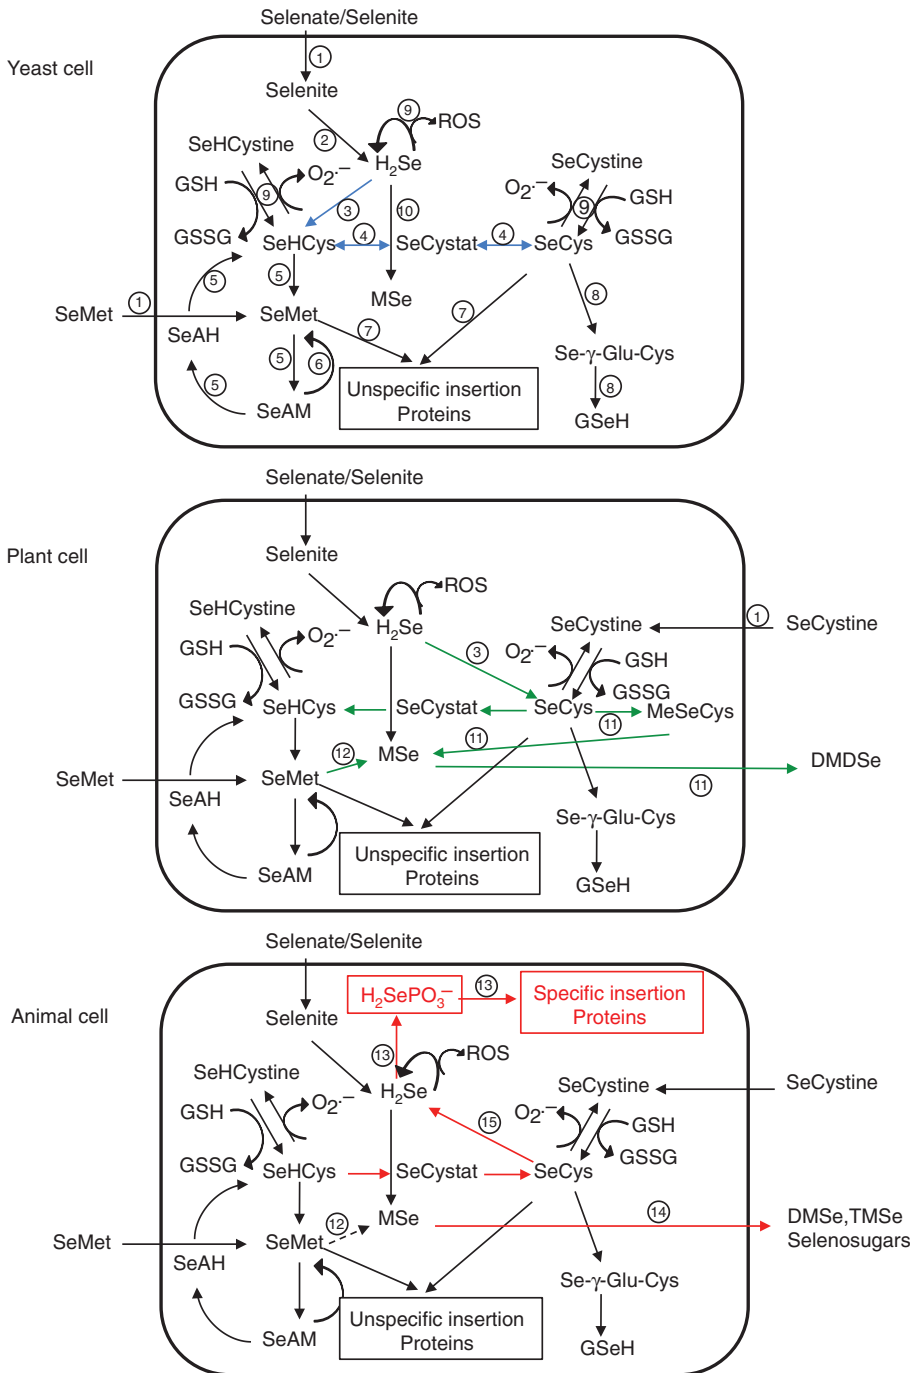 Selenate/Selenite
Yeast cell
①
Selenite
②
⑨
ROS
H₂Se
SeHCystine
O₂·−
GSH
⑨
GSSG
③
⑩
SeCystine
O₂·−
⑨
GSH
GSSG
SeHCys
④
SeCystat
④
SeCys
⑤
⑤
①
SeMet
SeAH
SeMet
MSe
⑦
⑦
⑧
⑤
⑥
⑤
SeAM
Unspecific insertion
Proteins
Se-γ-Glu-Cys
⑧
GSeH
Selenate/Selenite
Plant cell
Selenite
ROS
H₂Se
SeHCystine
O₂·−
GSH
GSSG
③
SeCystine
①
SeCystine
O₂·−
GSH
GSSG
SeHCys
SeCystat
SeCys
MeSeCys
⑪
⑪
⑫
MSe
DMDSe
⑪
SeMet
SeAH
SeMet
SeAM
Unspecific insertion
Proteins
Se-γ-Glu-Cys
GSeH
Selenate/Selenite
Animal cell
H₂SePO₃⁻
⑬
Specific insertion
Proteins
Selenite
⑬
ROS
H₂Se
SeHCystine
O₂·−
GSH
GSSG
⑮
SeCystine
SeCystine
O₂·−
GSH
GSSG
SeHCys
SeCystat
SeCys
⑫
MSe
⑭
DMSe,TMSe
Selenosugars
SeMet
SeAH
SeMet
SeAM
Unspecific insertion
Proteins
Se-γ-Glu-Cys
GSeH